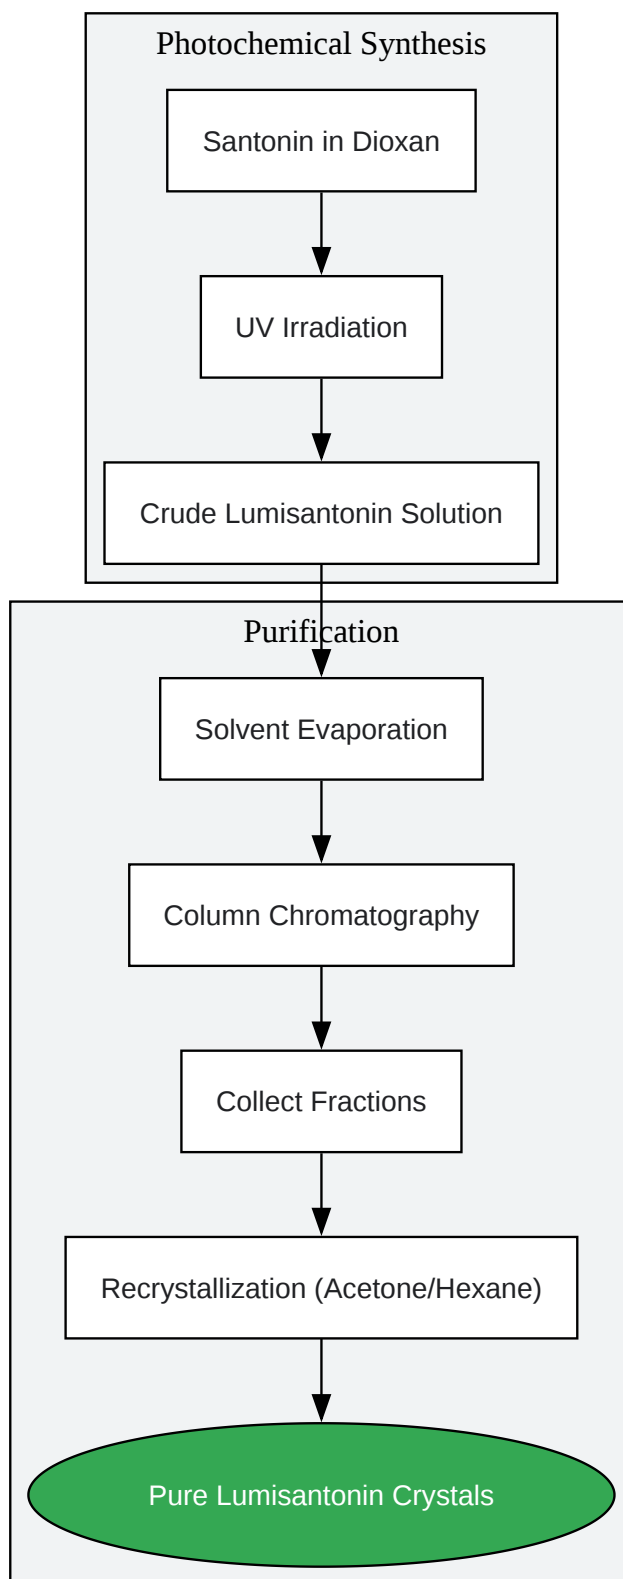 Photochemical Synthesis
Santonin in Dioxan
UV Irradiation
Crude Lumisantonin Solution
Purification
Solvent Evaporation
Column Chromatography
Collect Fractions
Recrystallization (Acetone/Hexane)
Pure Lumisantonin Crystals